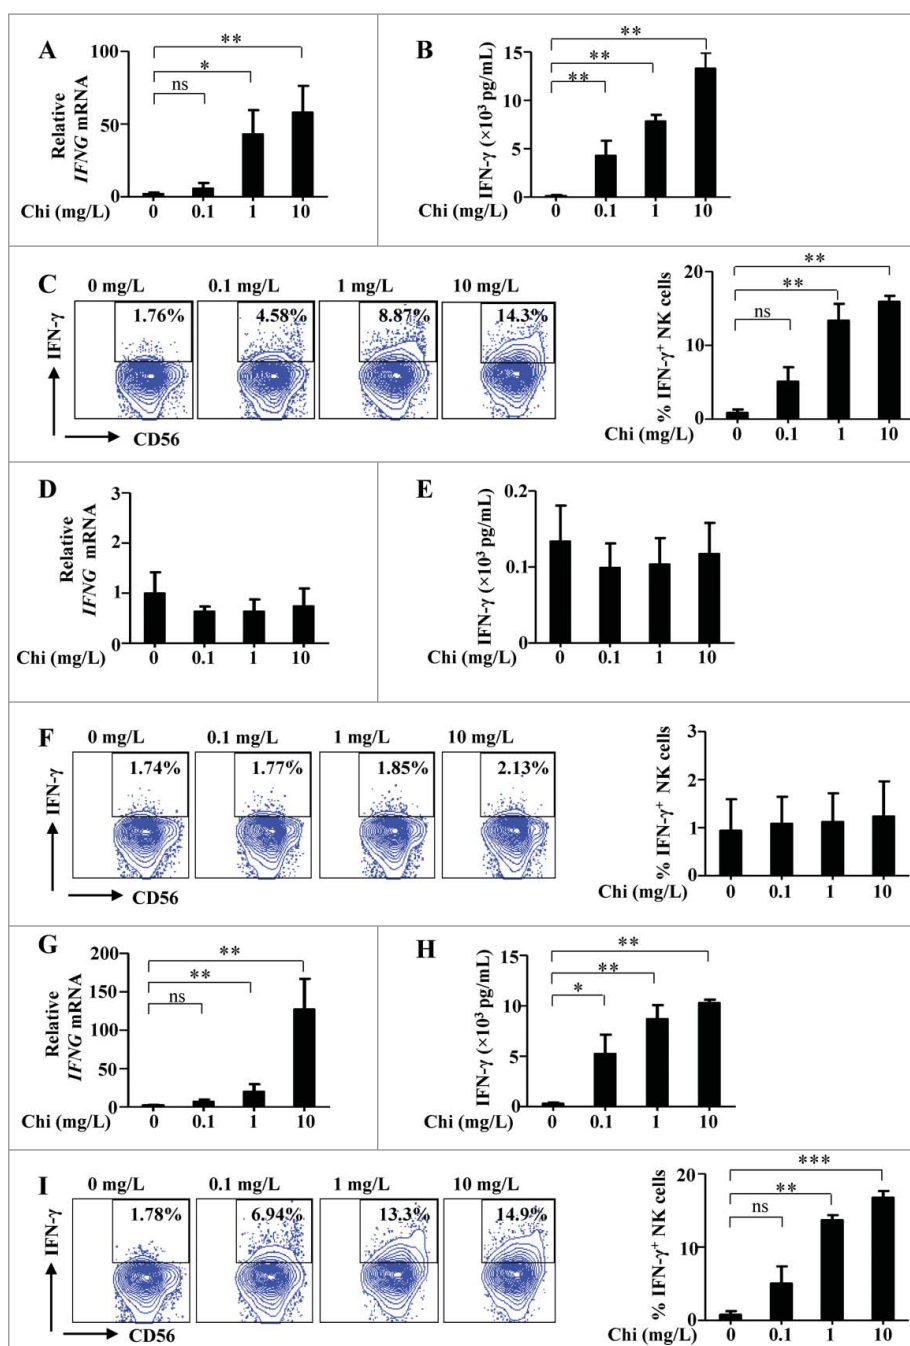 A
Relative
IFNG mRNA
100
50
0
ns
*
**
Chi (mg/L)
0 0.1 1 10
B
IFN-γ (×10³ pg/mL)
15
10
5
0
**
**
**
Chi (mg/L)
0 0.1 1 10
C
0 mg/L 0.1 mg/L 1 mg/L 10 mg/L
1.76% 4.58% 8.87% 14.3%
IFN-γ
CD56
% IFN-γ⁺ NK cells
20
10
0
ns
**
**
Chi (mg/L)
0 0.1 1 10
D
Relative
IFNG mRNA
3
2
1
0
Chi (mg/L)
0 0.1 1 10
E
IFN-γ (×10³ pg/mL)
0.2
0.1
0
Chi (mg/L)
0 0.1 1 10
F
0 mg/L 0.1 mg/L 1 mg/L 10 mg/L
1.74% 1.77% 1.85% 2.13%
IFN-γ
CD56
% IFN-γ⁺ NK cells
3
2
1
0
Chi (mg/L)
0 0.1 1 10
G
Relative
IFNG mRNA
200
150
100
50
0
ns
**
**
Chi (mg/L)
0 0.1 1 10
H
IFN-γ (×10³ pg/mL)
15
10
5
0
*
**
**
Chi (mg/L)
0 0.1 1 10
I
0 mg/L 0.1 mg/L 1 mg/L 10 mg/L
1.78% 6.94% 13.3% 14.9%
IFN-γ
CD56
% IFN-γ⁺ NK cells
20
10
0
ns
**
***
Chi (mg/L)
0 0.1 1 10